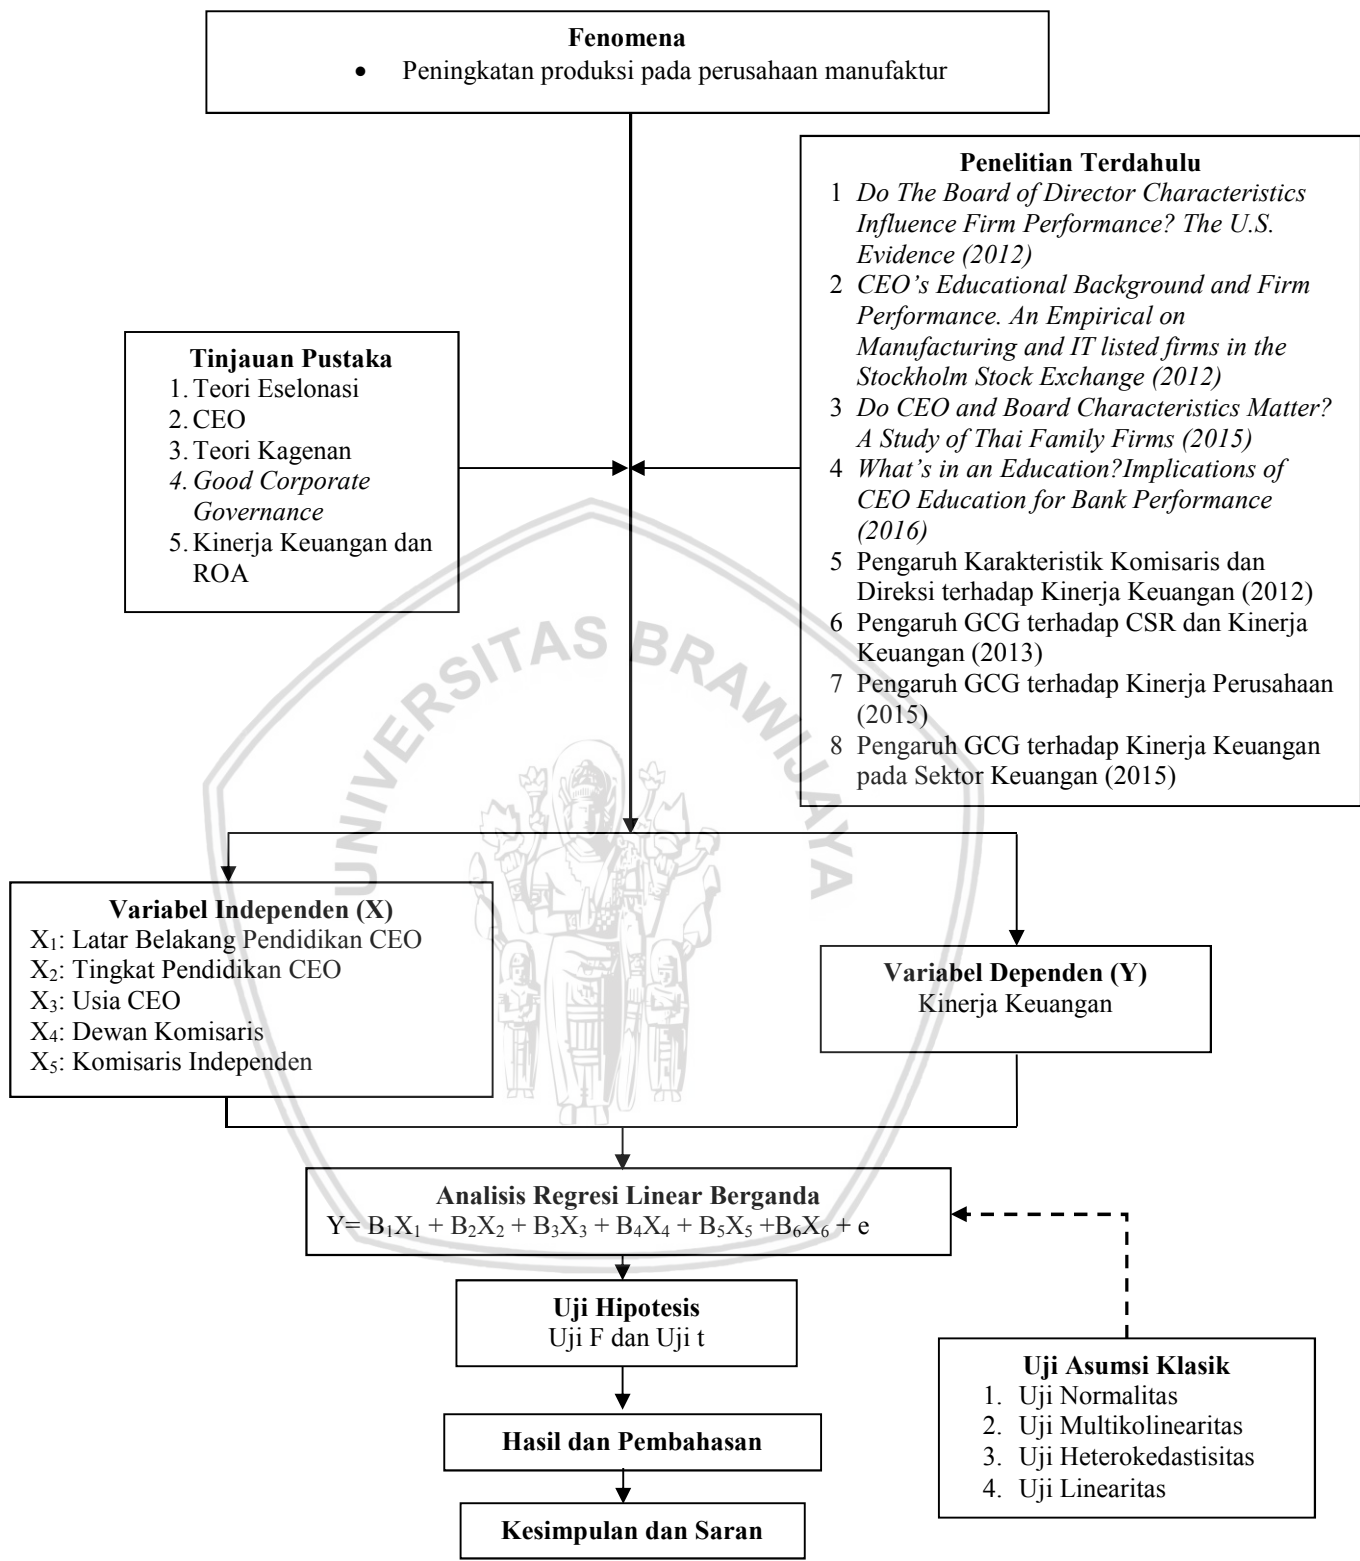 Fenomena
• Peningkatan produksi pada perusahaan manufaktur
Penelitian Terdahulu
1 Do The Board of Director Characteristics
Influence Firm Performance? The U.S.
Evidence (2012)
2 CEO’s Educational Background and Firm
Performance. An Empirical on
Manufacturing and IT listed firms in the
Stockholm Stock Exchange (2012)
3 Do CEO and Board Characteristics Matter?
A Study of Thai Family Firms (2015)
4 What’s in an Education?Implications of
CEO Education for Bank Performance
(2016)
5 Pengaruh Karakteristik Komisaris dan
Direksi terhadap Kinerja Keuangan (2012)
6 Pengaruh GCG terhadap CSR dan Kinerja
Keuangan (2013)
7 Pengaruh GCG terhadap Kinerja Perusahaan
(2015)
8 Pengaruh GCG terhadap Kinerja Keuangan
pada Sektor Keuangan (2015)
Tinjauan Pustaka
1. Teori Eselonasi
2. CEO
3. Teori Kagenan
4. Good Corporate
Governance
5. Kinerja Keuangan dan
ROA
UNIVERSITAS BRAWIJAYA
Variabel Independen (X)
X₁: Latar Belakang Pendidikan CEO
X₂: Tingkat Pendidikan CEO
X₃: Usia CEO
X₄: Dewan Komisaris
X₅: Komisaris Independen
Variabel Dependen (Y)
Kinerja Keuangan
Analisis Regresi Linear Berganda
Y= B₁X₁ + B₂X₂ + B₃X₃ + B₄X₄ + B₅X₅ +B₆X₆ + e
Uji Hipotesis
Uji F dan Uji t
Uji Asumsi Klasik
1. Uji Normalitas
2. Uji Multikolinearitas
3. Uji Heterokedastisitas
4. Uji Linearitas
Hasil dan Pembahasan
Kesimpulan dan Saran